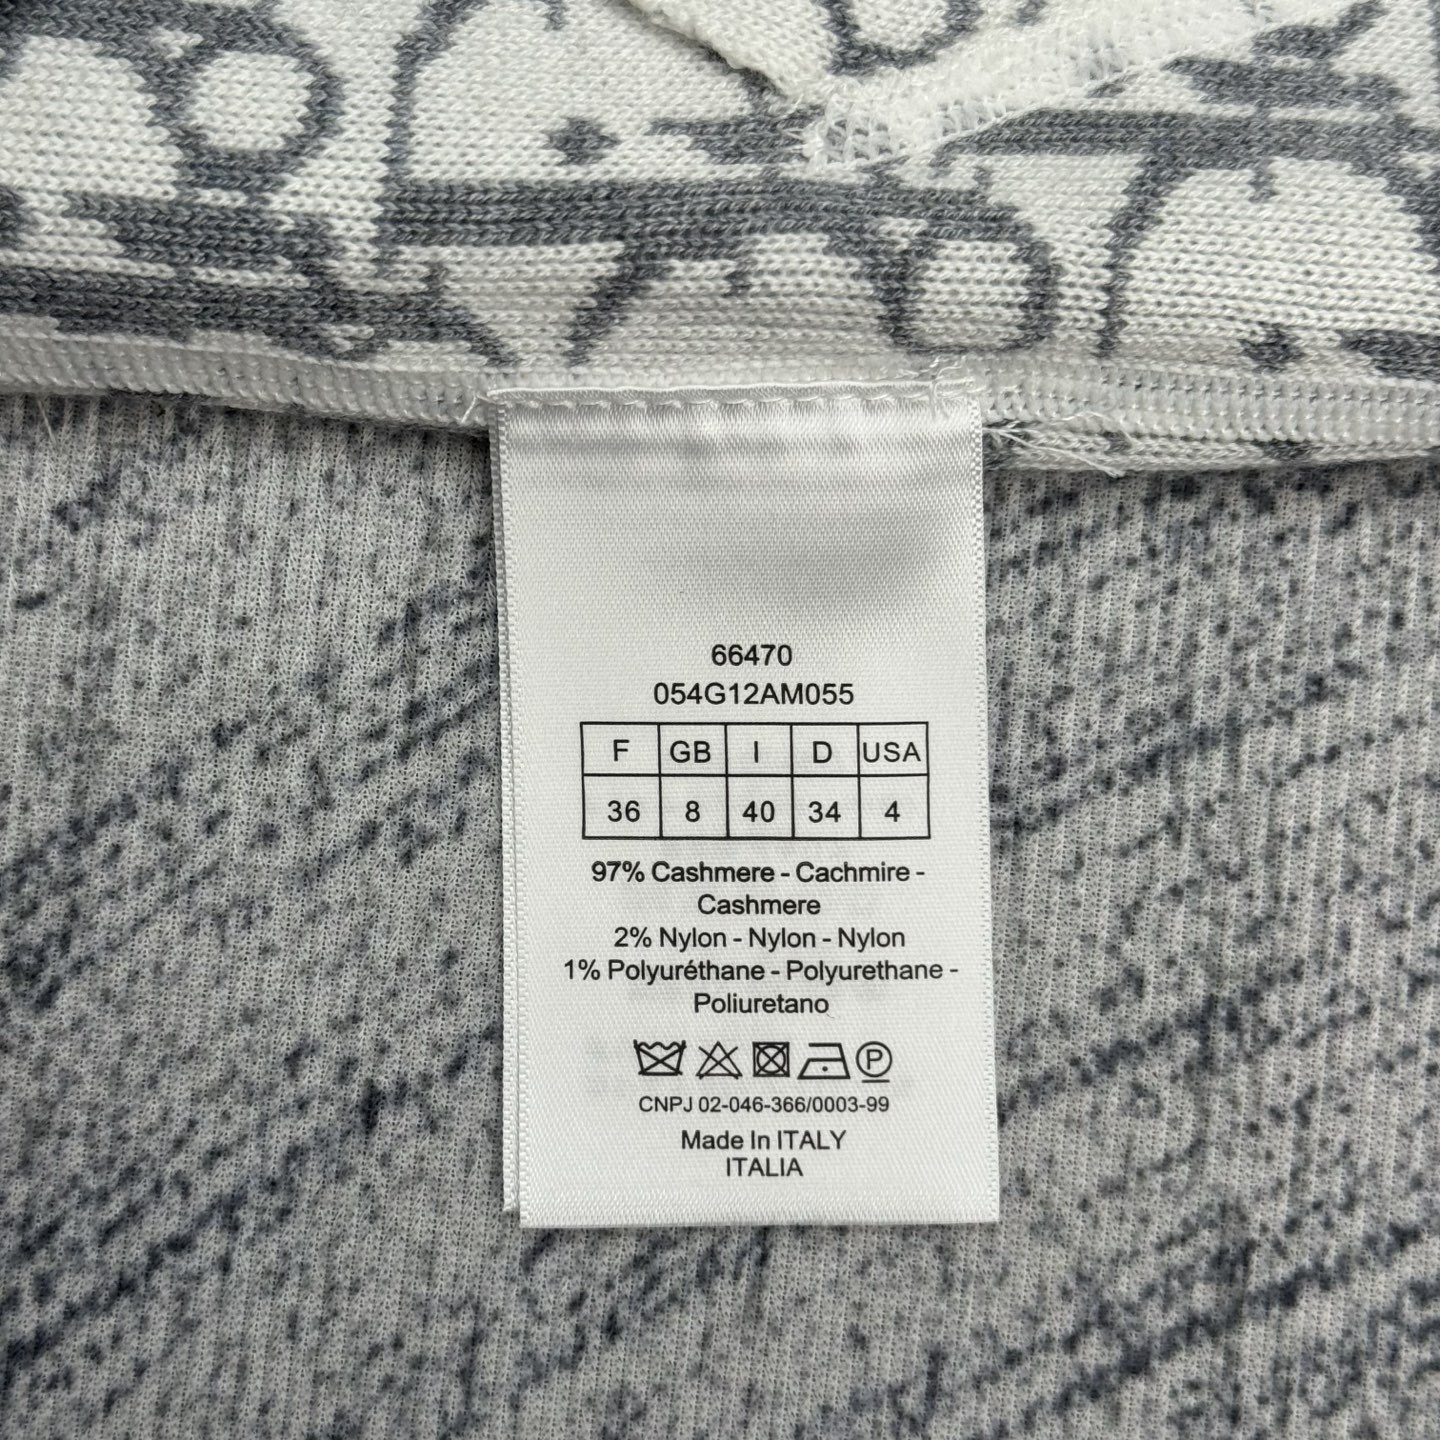 66470
054G12AM055
F GB I D USA
36 8 40 34 4
97% Cashmere - Cachmire -
Cashmere
2% Nylon - Nylon - Nylon
1% Polyuréthane - Polyurethane -
Poliuretano
P
CNPJ 02-046-366/0003-99
Made In ITALY
ITALIA